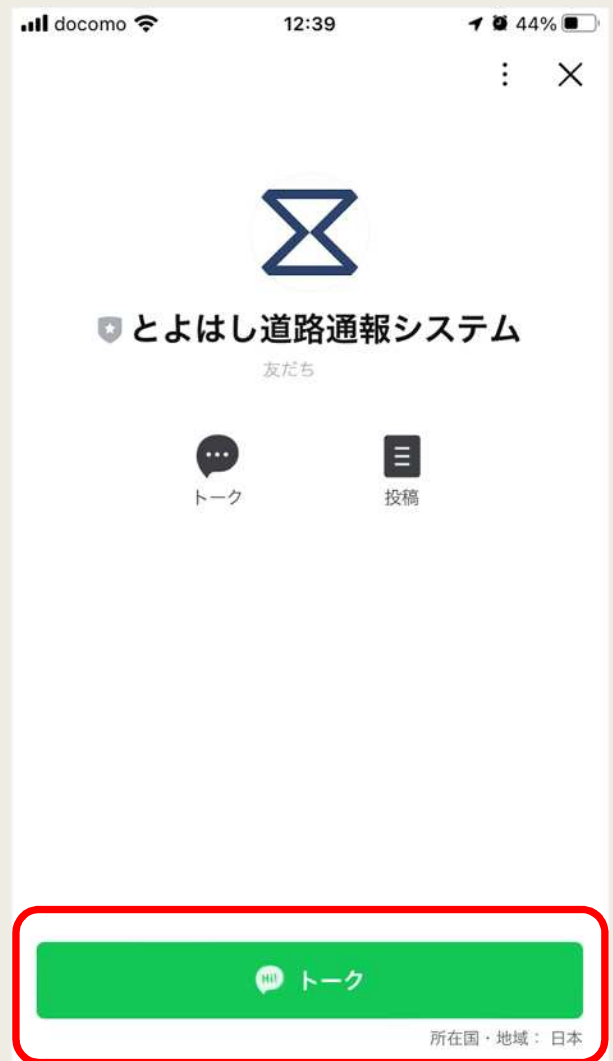 docomo 12:39 44%
とよはし道路通報システム
友だち
トーク 投稿
Hi! トーク
所在国・地域： 日本